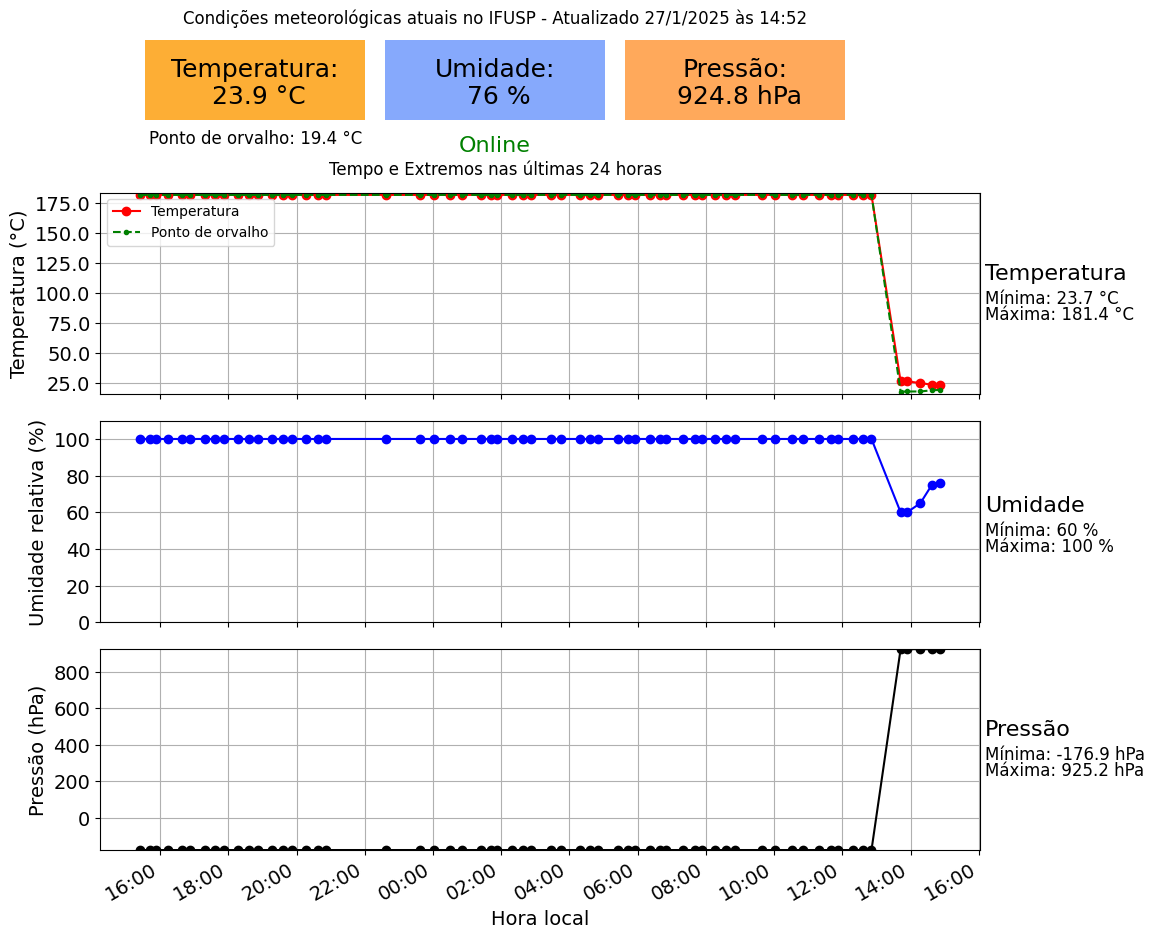 Condições meteorológicas atuais no IFUSP - Atualizado 27/1/2025 às 14:52
Temperatura:
23.9 °C
Umidade:
76 %
Pressão:
924.8 hPa
Ponto de orvalho: 19.4 °C
Online
Tempo e Extremos nas últimas 24 horas
Temperatura (°C)
175.0
150.0
125.0
100.0
75.0
50.0
25.0
Temperatura
Ponto de orvalho
Temperatura
Mínima: 23.7 °C
Máxima: 181.4 °C
Umidade relativa (%)
100
80
60
40
20
0
Umidade
Mínima: 60 %
Máxima: 100 %
Pressão (hPa)
800
600
400
200
0
Pressão
Mínima: -176.9 hPa
Máxima: 925.2 hPa
16:00 18:00 20:00 22:00 00:00 02:00 04:00 06:00 08:00 10:00 12:00 14:00 16:00
Hora local